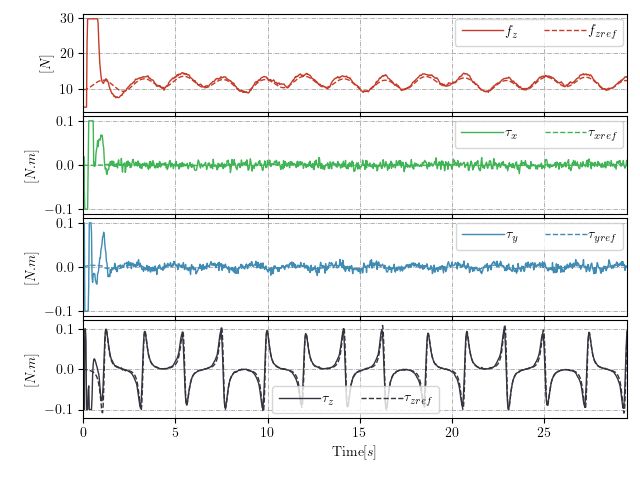 30
20
10
[N]
f_z
f_zref
0.1
0.0
−0.1
[N.m]
τ_x
τ_xref
0.1
0.0
−0.1
[N.m]
τ_y
τ_yref
0.1
0.0
−0.1
[N.m]
τ_z
τ_zref
0 5 10 15 20 25
Time[s]